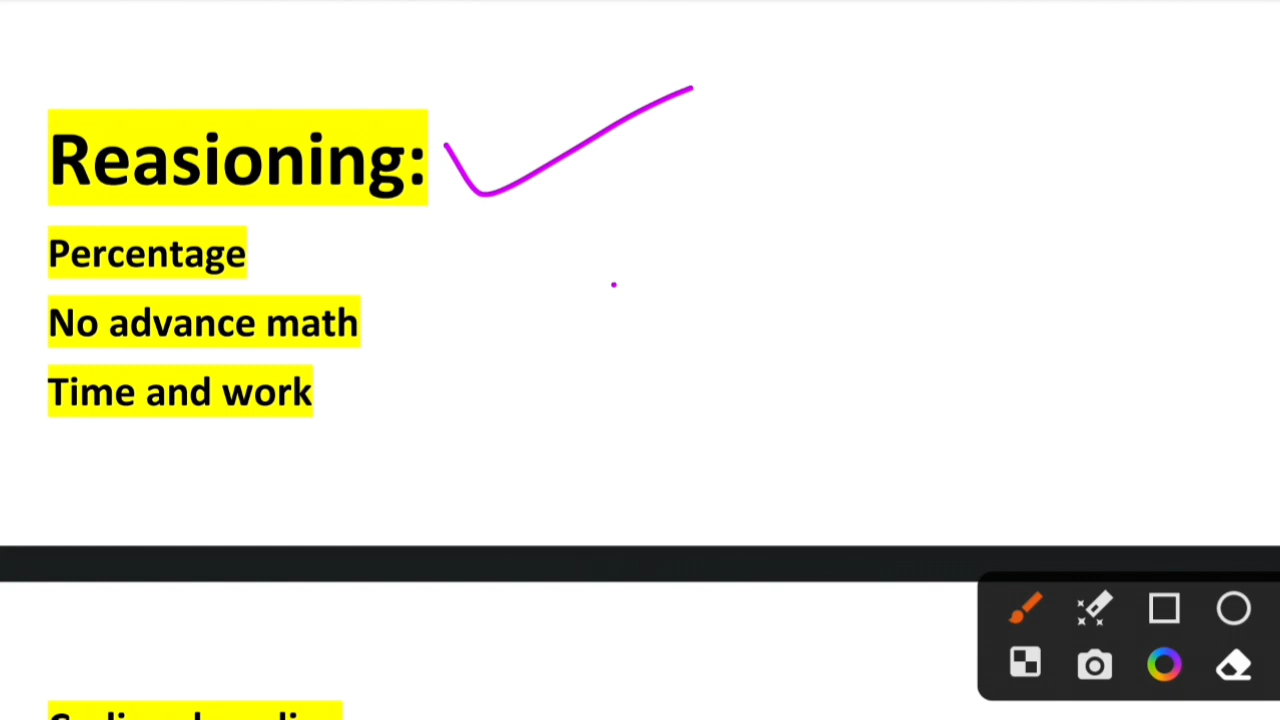 Reasioning:
Percentage
No advance math
Time and work